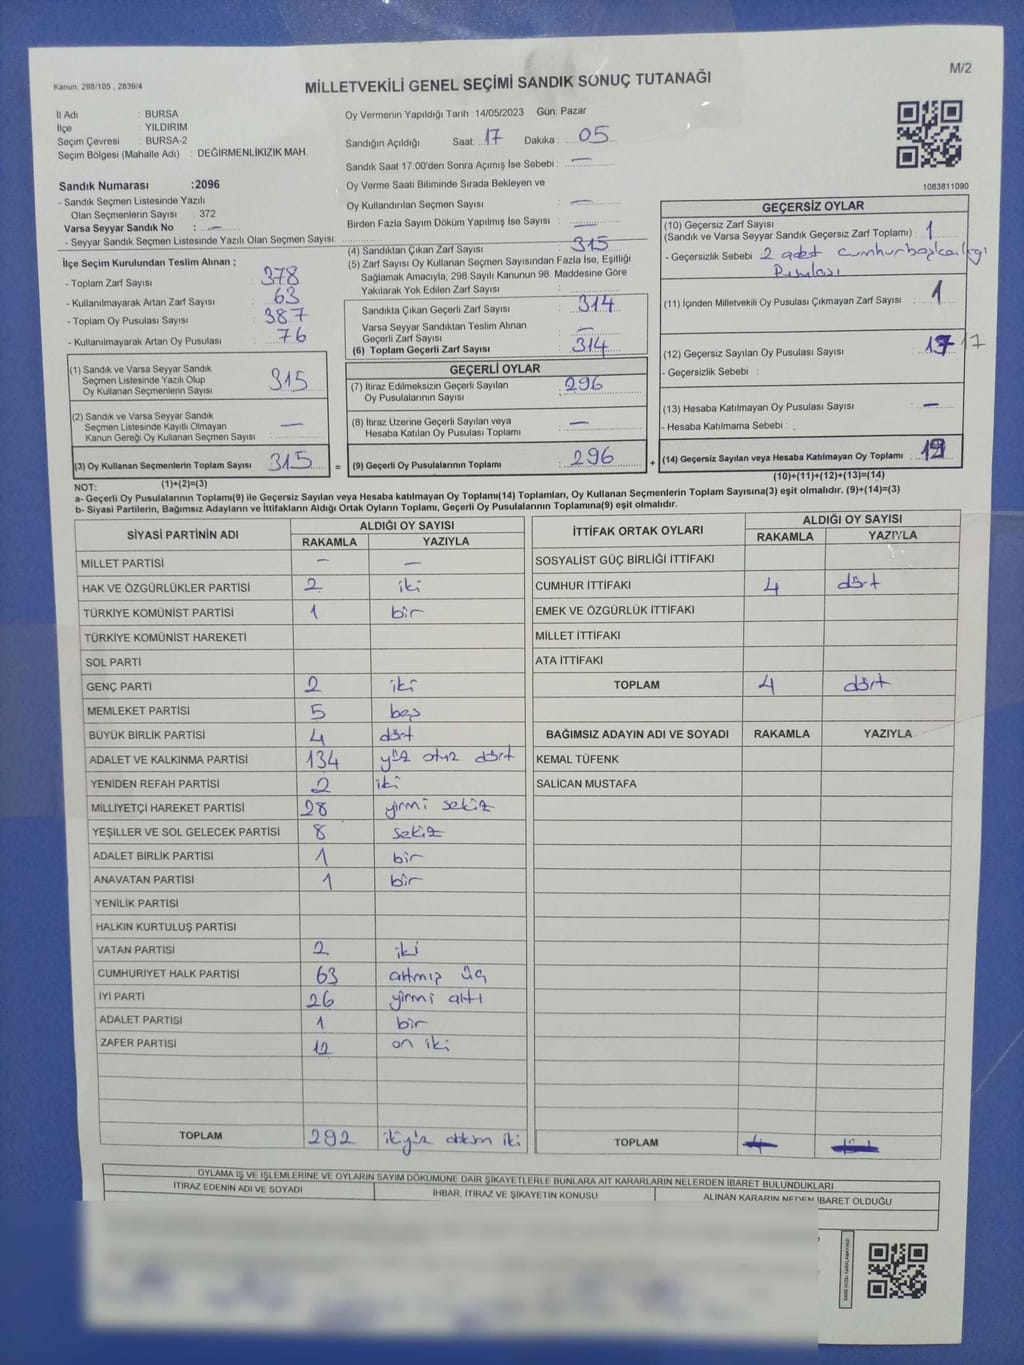 Kanun. 298/105 , 2839/4
MİLLETVEKİLİ GENEL SEÇİMİ SANDIK SONUÇ TUTANAĞI
M/2
İl Adı : BURSA
İlçe : YILDIRIM
Seçim Çevresi : BURSA-2
Seçim Bölgesi (Mahalle Adı) : DEĞİRMENLİKIZIK MAH.
Sandık Numarası :2096
- Sandık Seçmen Listesinde Yazılı
Olan Seçmenlerin Sayısı : 372
Varsa Seyyar Sandık No : —
- Seyyar Sandık Seçmen Listesinde Yazılı Olan Seçmen Sayısı:
İlçe Seçim Kurulundan Teslim Alınan ;
- Toplam Zarf Sayısı : 378
- Kullanılmayarak Artan Zarf Sayısı : 63
- Toplam Oy Pusulası Sayısı : 387
- Kullanılmayarak Artan Oy Pusulası : 76
(1) Sandık ve Varsa Seyyar Sandık
Seçmen Listesinde Yazılı Olup
Oy Kullanan Seçmenlerin Sayısı : 315
(2) Sandık ve Varsa Seyyar Sandık
Seçmen Listesinde Kayıtlı Olmayan
Kanun Gereği Oy Kullanan Seçmen Sayısı : —
(3) Oy Kullanan Seçmenlerin Toplam Sayısı 315
(1)+(2)=(3)
Oy Vermenin Yapıldığı Tarih : 14/05/2023 Gün: Pazar
Sandığın Açıldığı Saat: 17 Dakika : 05
Sandık Saat 17:00'den Sonra Açımış İse Sebebi : —
Oy Verme Saati Bitiminde Sırada Bekleyen ve
Oy Kullandırılan Seçmen Sayısı : —
Birden Fazla Sayım Döküm Yapılmış İse Sayısı : —
(4) Sandıktan Çıkan Zarf Sayısı : 315
(5) Zarf Sayısı Oy Kullanan Seçmen Sayısından Fazla İse, Eşitliği
Sağlamak Amacıyla; 298 Sayılı Kanunun 98. Maddesine Göre
Yakılarak Yok Edilen Zarf Sayısı :
Sandıkta Çıkan Geçerli Zarf Sayısı : 314
Varsa Seyyar Sandıktan Teslim Alınan
Geçerli Zarf Sayısı : —
(6) Toplam Geçerli Zarf Sayısı : 314
GEÇERLİ OYLAR
(7) İtiraz Edilmeksizin Geçerli Sayılan
Oy Pusulalarının Sayısı : 296
(8) İtiraz Üzerine Geçerli Sayılan veya
Hesaba Katılan Oy Pusulası Toplamı : —
= (9) Geçerli Oy Pusulalarının Toplamı : 296
1083811090
GEÇERSİZ OYLAR
(10) Geçersiz Zarf Sayısı
(Sandık ve Varsa Seyyar Sandık Geçersiz Zarf Toplamı) : 1
- Geçersizlik Sebebi 2 adet cumhurbaşkanlığı
Pusulası
(11) İçinden Milletvekili Oy Pusulası Çıkmayan Zarf Sayısı : 1
(12) Geçersiz Sayılan Oy Pusulası Sayısı : 17 17
- Geçersizlik Sebebi :
(13) Hesaba Katılmayan Oy Pusulası Sayısı : —
- Hesaba Katılmama Sebebi :
+ (14) Geçersiz Sayılan veya Hesaba Katılmayan Oy Toplamı : 19
(10)+(11)+(12)+(13)=(14)
NOT:
a- Geçerli Oy Pusulalarının Toplamı(9) ile Geçersiz Sayılan veya Hesaba katılmayan Oy Toplamı(14) Toplamları, Oy Kullanan Seçmenlerin Toplam Sayısına(3) eşit olmalıdır. (9)+(14)=(3)
b- Siyasi Partilerin, Bağımsız Adayların ve İttifakların Aldığı Ortak Oyların Toplamı, Geçerli Oy Pusulalarının Toplamına(9) eşit olmalıdır.
SİYASİ PARTİNİN ADI ALDIĞI OY SAYISI
RAKAMLA YAZIYLA
MİLLET PARTİSİ — —
HAK VE ÖZGÜRLÜKLER PARTİSİ 2 iki
TÜRKİYE KOMÜNİST PARTİSİ 1 bir
TÜRKİYE KOMÜNİST HAREKETİ
SOL PARTİ
GENÇ PARTİ 2 iki
MEMLEKET PARTİSİ 5 beş
BÜYÜK BİRLİK PARTİSİ 4 dört
ADALET VE KALKINMA PARTİSİ 134 yüz otuz dört
YENİDEN REFAH PARTİSİ 2 iki
MİLLİYETÇİ HAREKET PARTİSİ 28 yirmi sekiz
YEŞİLLER VE SOL GELECEK PARTİSİ 8 sekiz
ADALET BİRLİK PARTİSİ 1 bir
ANAVATAN PARTİSİ 1 bir
YENİLİK PARTİSİ
HALKIN KURTULUŞ PARTİSİ
VATAN PARTİSİ 2 iki
CUMHURİYET HALK PARTİSİ 63 altmış üç
İYİ PARTİ 26 yirmi altı
ADALET PARTİSİ 1 bir
ZAFER PARTİSİ 12 on iki
TOPLAM 292 ikiyüz doksan iki
İTTİFAK ORTAK OYLARI ALDIĞI OY SAYISI
RAKAMLA YAZIYLA
SOSYALİST GÜÇ BİRLİĞİ İTTİFAKI
CUMHUR İTTİFAKI 4 dört
EMEK VE ÖZGÜRLÜK İTTİFAKI
MİLLET İTTİFAKI
ATA İTTİFAKI
TOPLAM 4 dört
BAĞIMSIZ ADAYIN ADI VE SOYADI RAKAMLA YAZIYLA
KEMAL TÜFENK
SALİCAN MUSTAFA
TOPLAM
OYLAMA İŞ VE İŞLEMLERİNE VE OYLARIN SAYIM DÖKÜMÜNE DAİR ŞİKAYETLERLE BUNLARA AİT KARARLARIN NELERDEN İBARET BULUNDUKLARI
İTİRAZ EDENİN ADI VE SOYADI İHBAR, İTİRAZ VE ŞİKAYETİN KONUSU ALINAN KARARIN NEDEN İBARET OLDUĞU